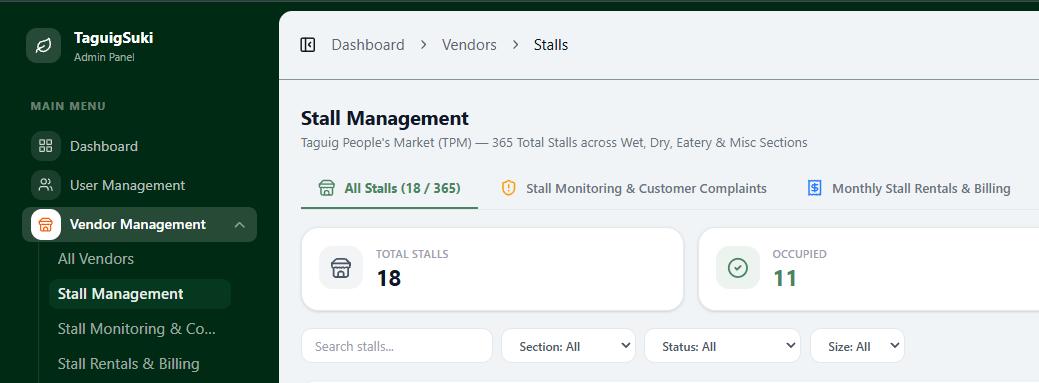 TaguigSuki
Admin Panel
MAIN MENU
Dashboard
User Management
Vendor Management
All Vendors
Stall Management
Stall Monitoring & Co...
Stall Rentals & Billing
Dashboard > Vendors > Stalls
Stall Management
Taguig People's Market (TPM) — 365 Total Stalls across Wet, Dry, Eatery & Misc Sections
All Stalls (18 / 365) Stall Monitoring & Customer Complaints Monthly Stall Rentals & Billing
TOTAL STALLS
18
OCCUPIED
11
Search stalls... Section: All Status: All Size: All